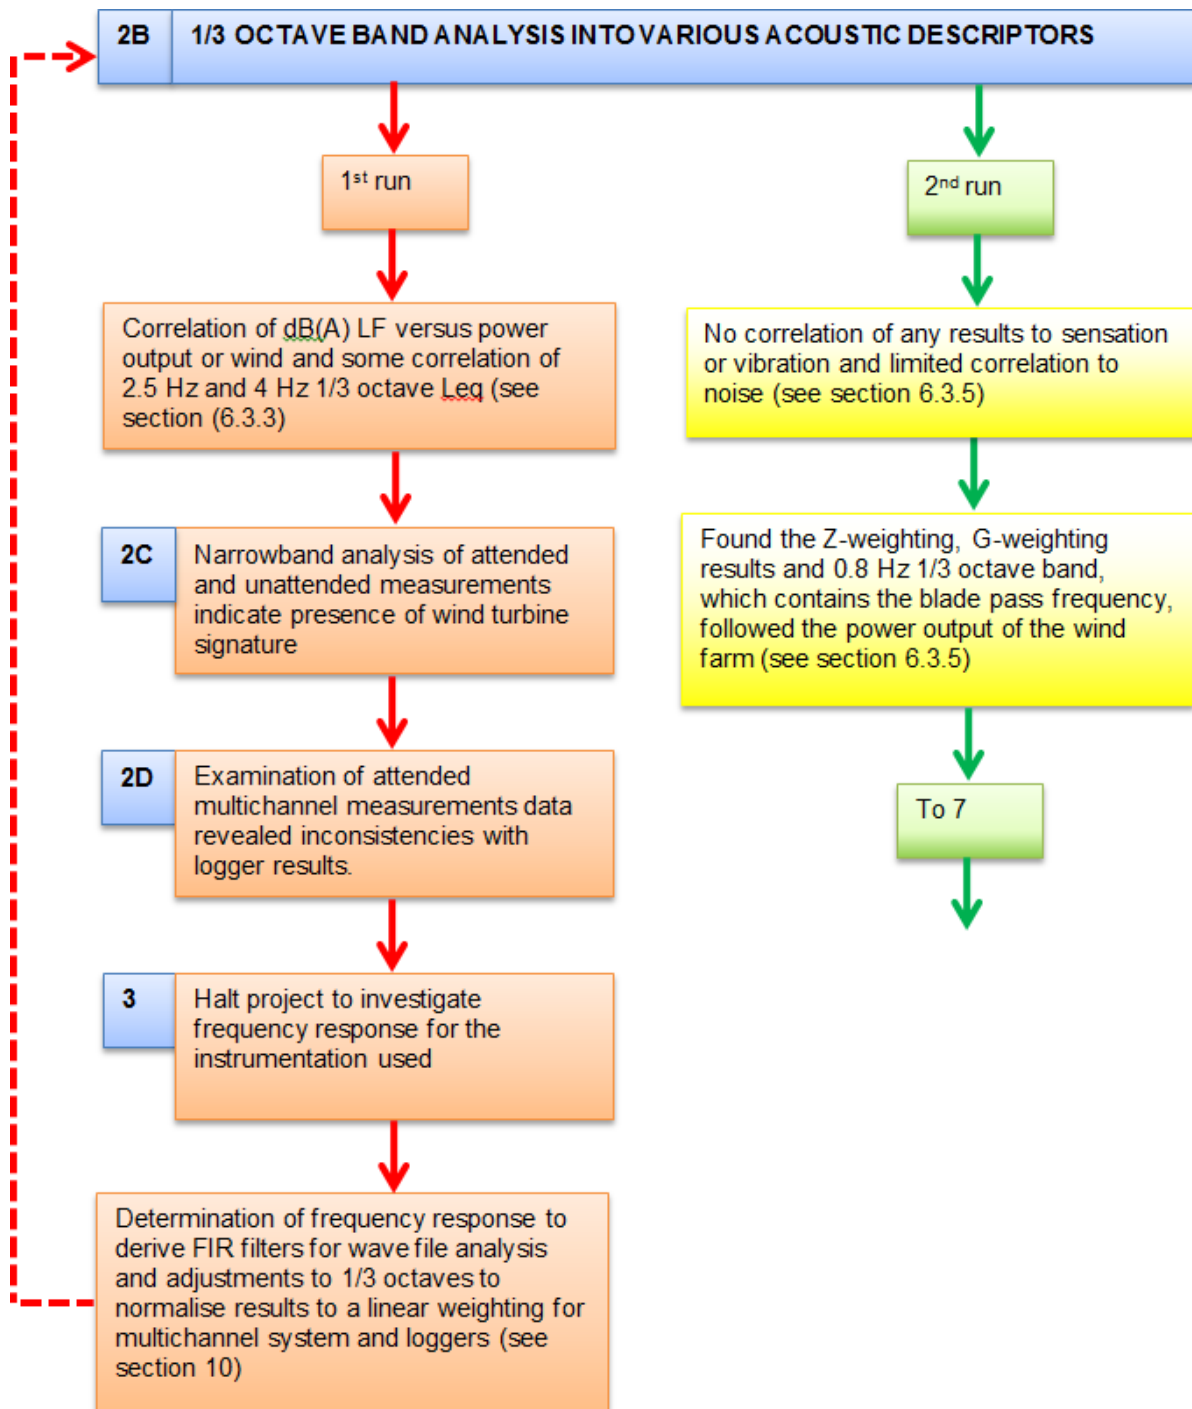 2B 1/3 OCTAVE BAND ANALYSIS INTO VARIOUS ACOUSTIC DESCRIPTORS
1st run
Correlation of dB(A) LF versus power
output or wind and some correlation of
2.5 Hz and 4 Hz 1/3 octave Leq (see
section (6.3.3)
2C
Narrowband analysis of attended
and unattended measurements
indicate presence of wind turbine
signature
2D
Examination of attended
multichannel measurements data
revealed inconsistencies with
logger results.
3
Halt project to investigate
frequency response for the
instrumentation used
Determination of frequency response to
derive FIR filters for wave file analysis
and adjustments to 1/3 octaves to
normalise results to a linear weighting for
multichannel system and loggers (see
section 10)
2nd run
No correlation of any results to sensation
or vibration and limited correlation to
noise (see section 6.3.5)
Found the Z-weighting, G-weighting
results and 0.8 Hz 1/3 octave band,
which contains the blade pass frequency,
followed the power output of the wind
farm (see section 6.3.5)
To 7